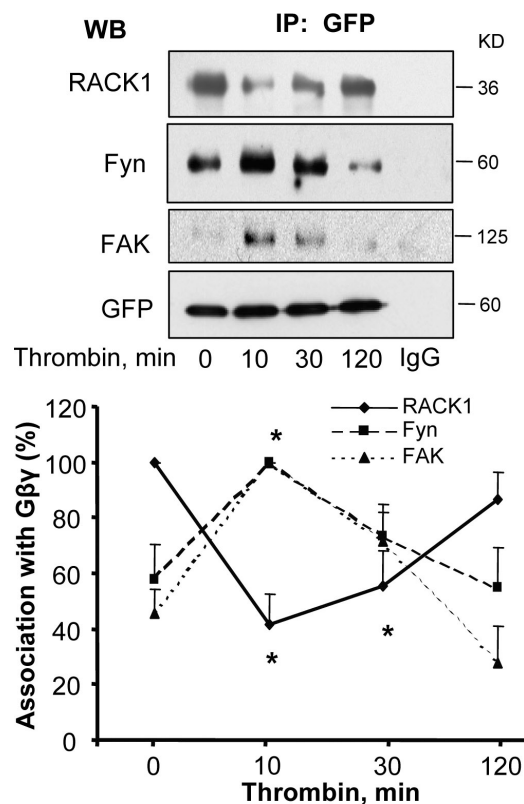 WB IP: GFP KD
RACK1 36
Fyn 60
FAK 125
GFP 60
Thrombin, min 0 10 30 120 IgG
Association with Gβγ (%)
120
100
80
60
40
20
0
RACK1
Fyn
FAK
*
*
*
0 10 30 120
Thrombin, min